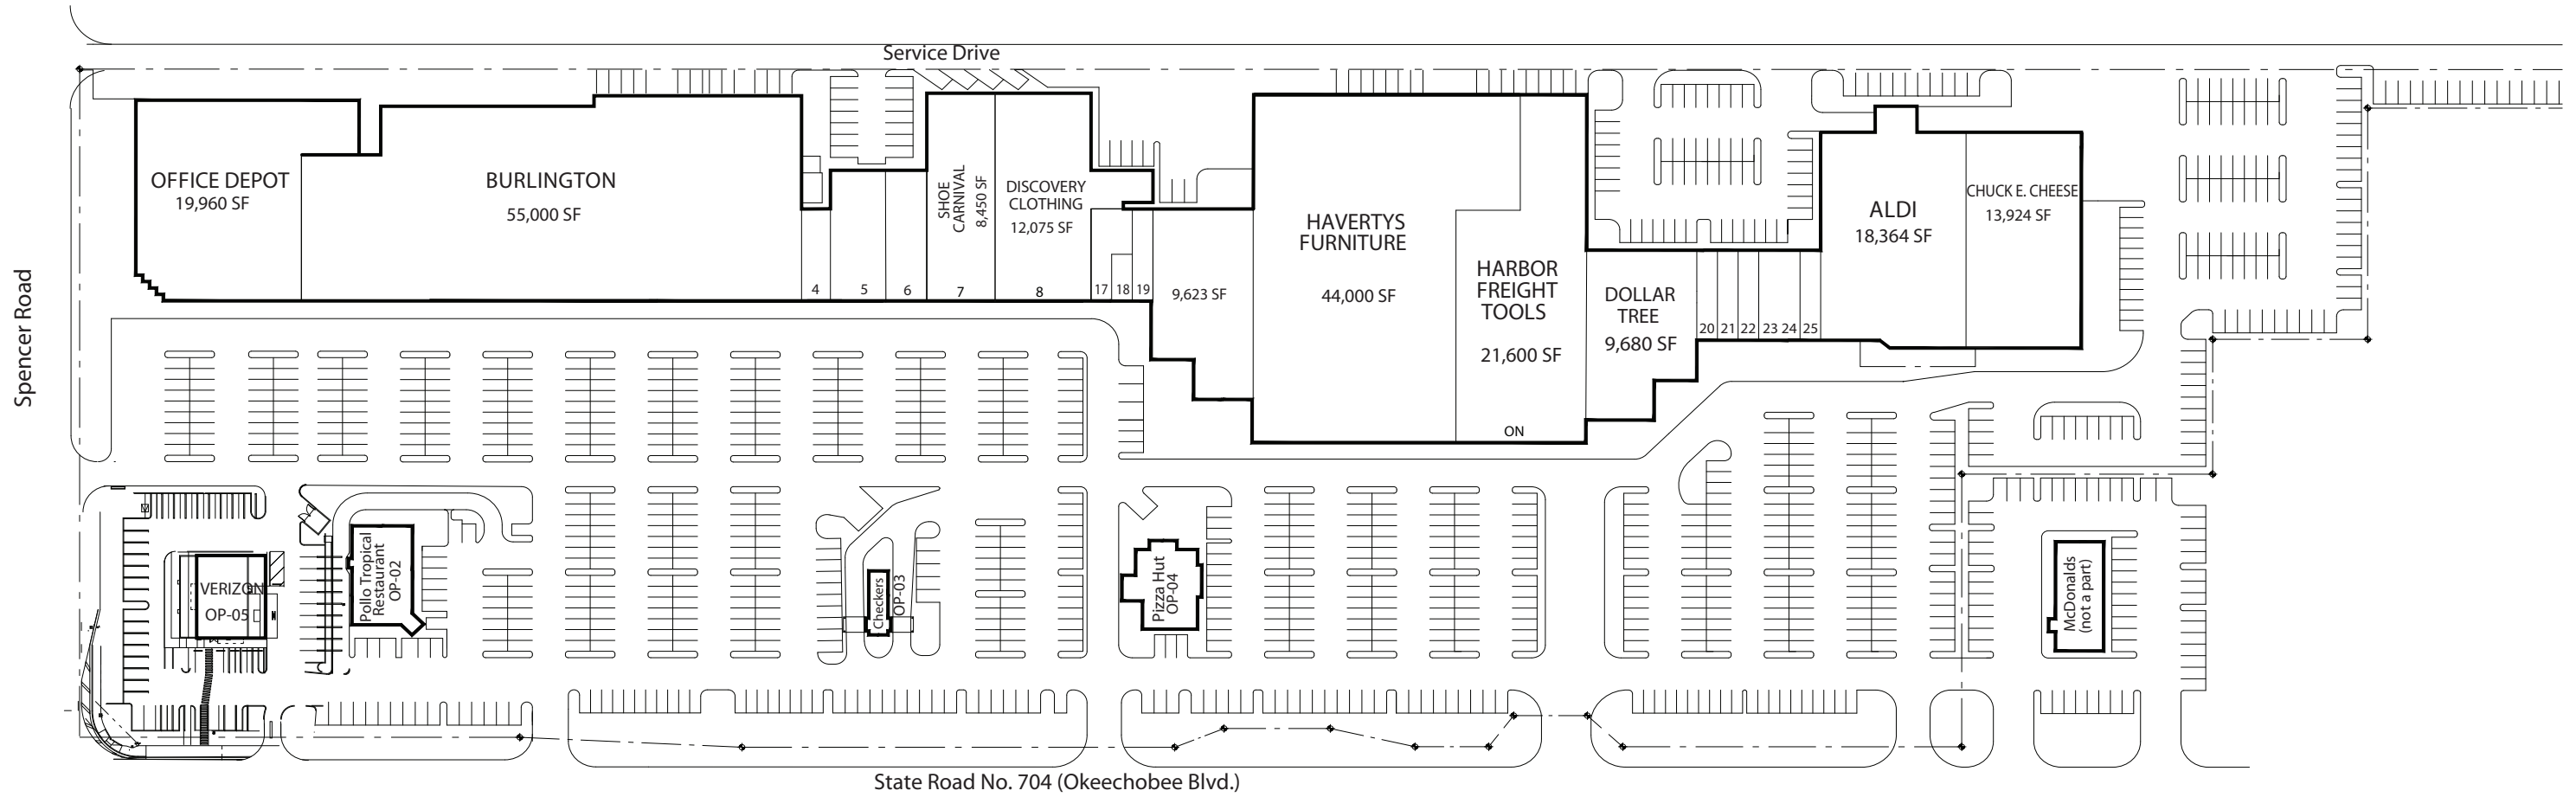 Service Drive
Spencer Road
OFFICE DEPOT
19,960 SF
BURLINGTON
55,000 SF
4
5
6
SHOE
CARNIVAL
8,450 SF
7
DISCOVERY
CLOTHING
12,075 SF
8
17
18
19
9,623 SF
HAVERTYS
FURNITURE
44,000 SF
HARBOR
FREIGHT
TOOLS
21,600 SF
ON
DOLLAR
TREE
9,680 SF
20
21
22
23
24
25
ALDI
18,364 SF
CHUCK E. CHEESE
13,924 SF
VERIZON
OP-05
Pollo Tropical
Restaurant
OP-02
Checkers
OP-03
Pizza Hut
OP-04
McDonalds
(not a part)
State Road No. 704 (Okeechobee Blvd.)